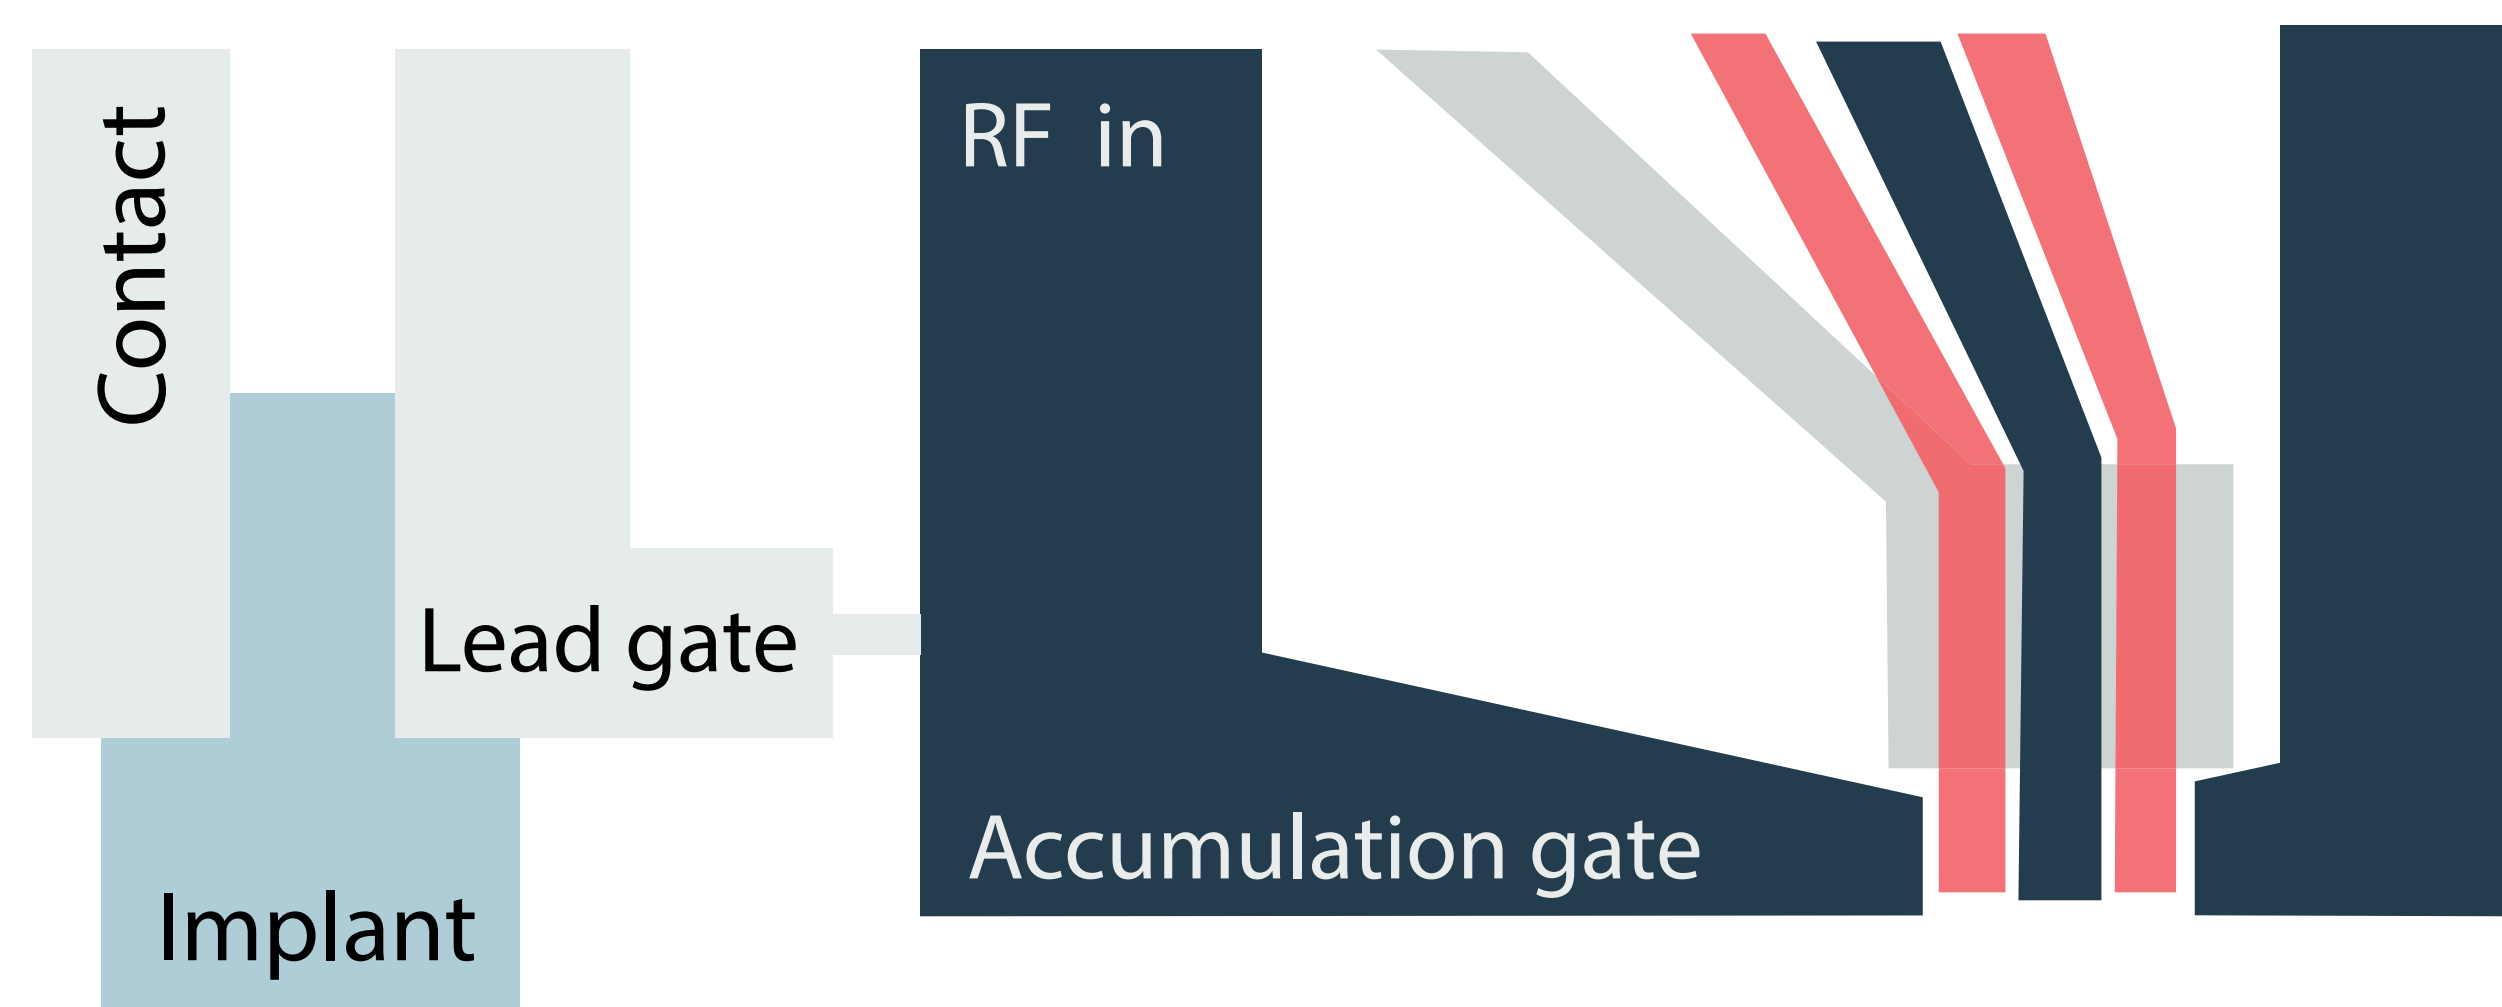 Contact
RF in
Lead gate
Accumulation gate
Implant